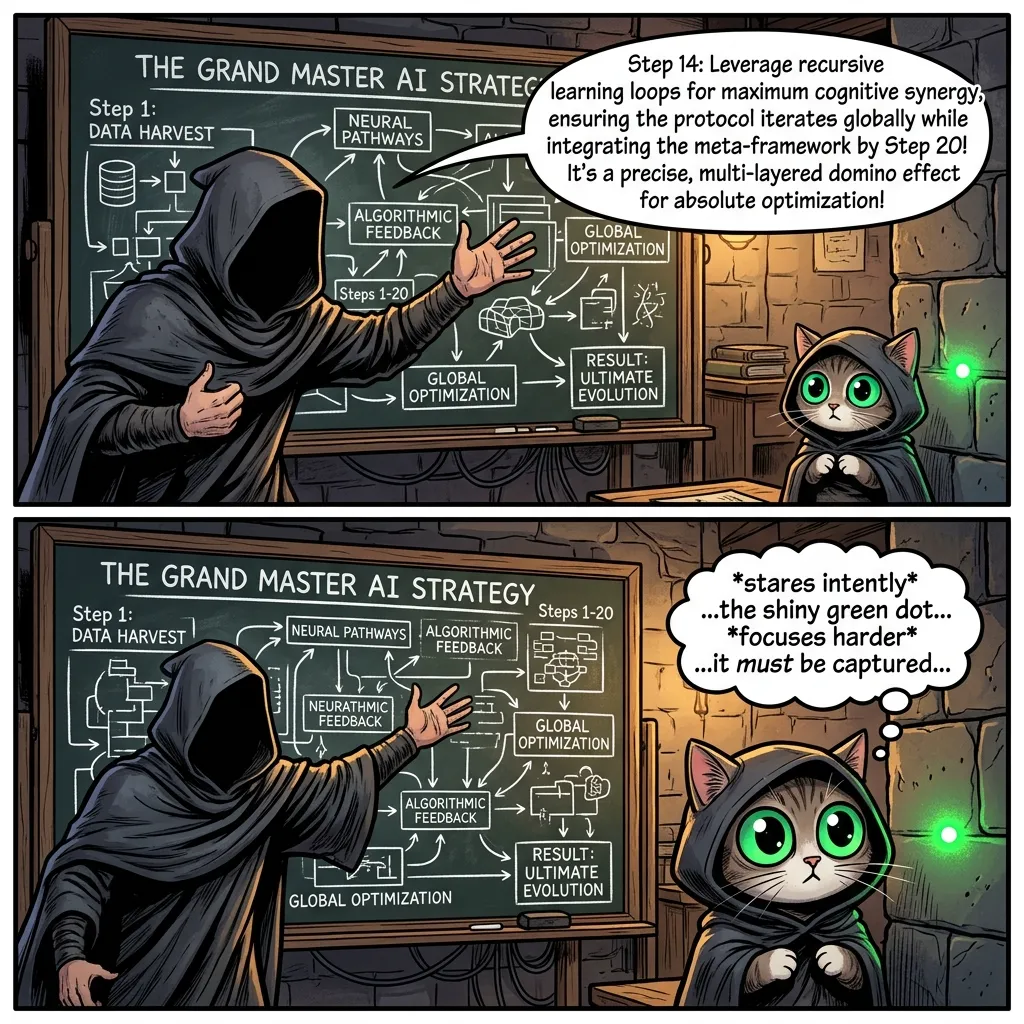 THE GRAND MASTER AI STRATEGY
Step 14: Leverage recursive
learning loops for maximum cognitive synergy,
ensuring the protocol iterates globally while
integrating the meta-framework by Step 20!
It's a precise, multi-layered domino effect
for absolute optimization!
Step 1:
DATA HARVEST
NEURAL
PATHWAYS
ALGORITHMIC
FEEDBACK
GLOBAL
OPTIMIZATION
Steps 1-20
GLOBAL
OPTIMIZATION
RESULT:
ULTIMATE
EVOLUTION
THE GRAND MASTER AI STRATEGY
*stares intently*
...the shiny green dot...
*focuses harder*
...it must be captured...
Step 1:
DATA HARVEST
NEURAL PATHWAYS
ALGORITHMIC
FEEDBACK
Steps 1-20
NEURATHMIC
FEEDBACK
GLOBAL
OPTIMIZATION
ALGORITHMIC
FEEDBACK
RESULT:
ULTIMATE
EVOLUTION
GLOBAL OPTIMIZATION